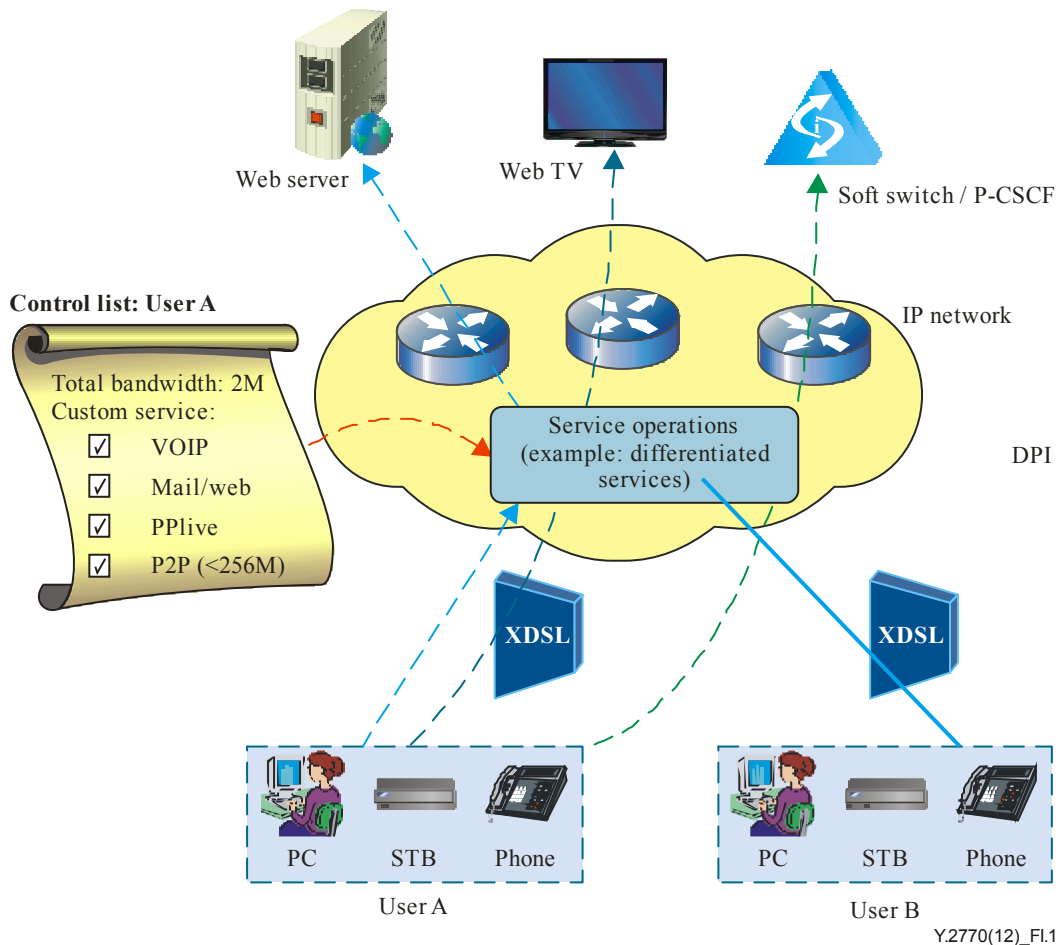 Web server
Web TV
Soft switch / P-CSCF
i
Control list: User A
IP network
Total bandwidth: 2M
Custom service:
VOIP
Mail/web
PPlive
P2P (<256M)
Service operations
(example: differentiated
services)
DPI
XDSL
XDSL
PC STB Phone
PC STB Phone
User A
User B
Y.2770(12)_FI.1